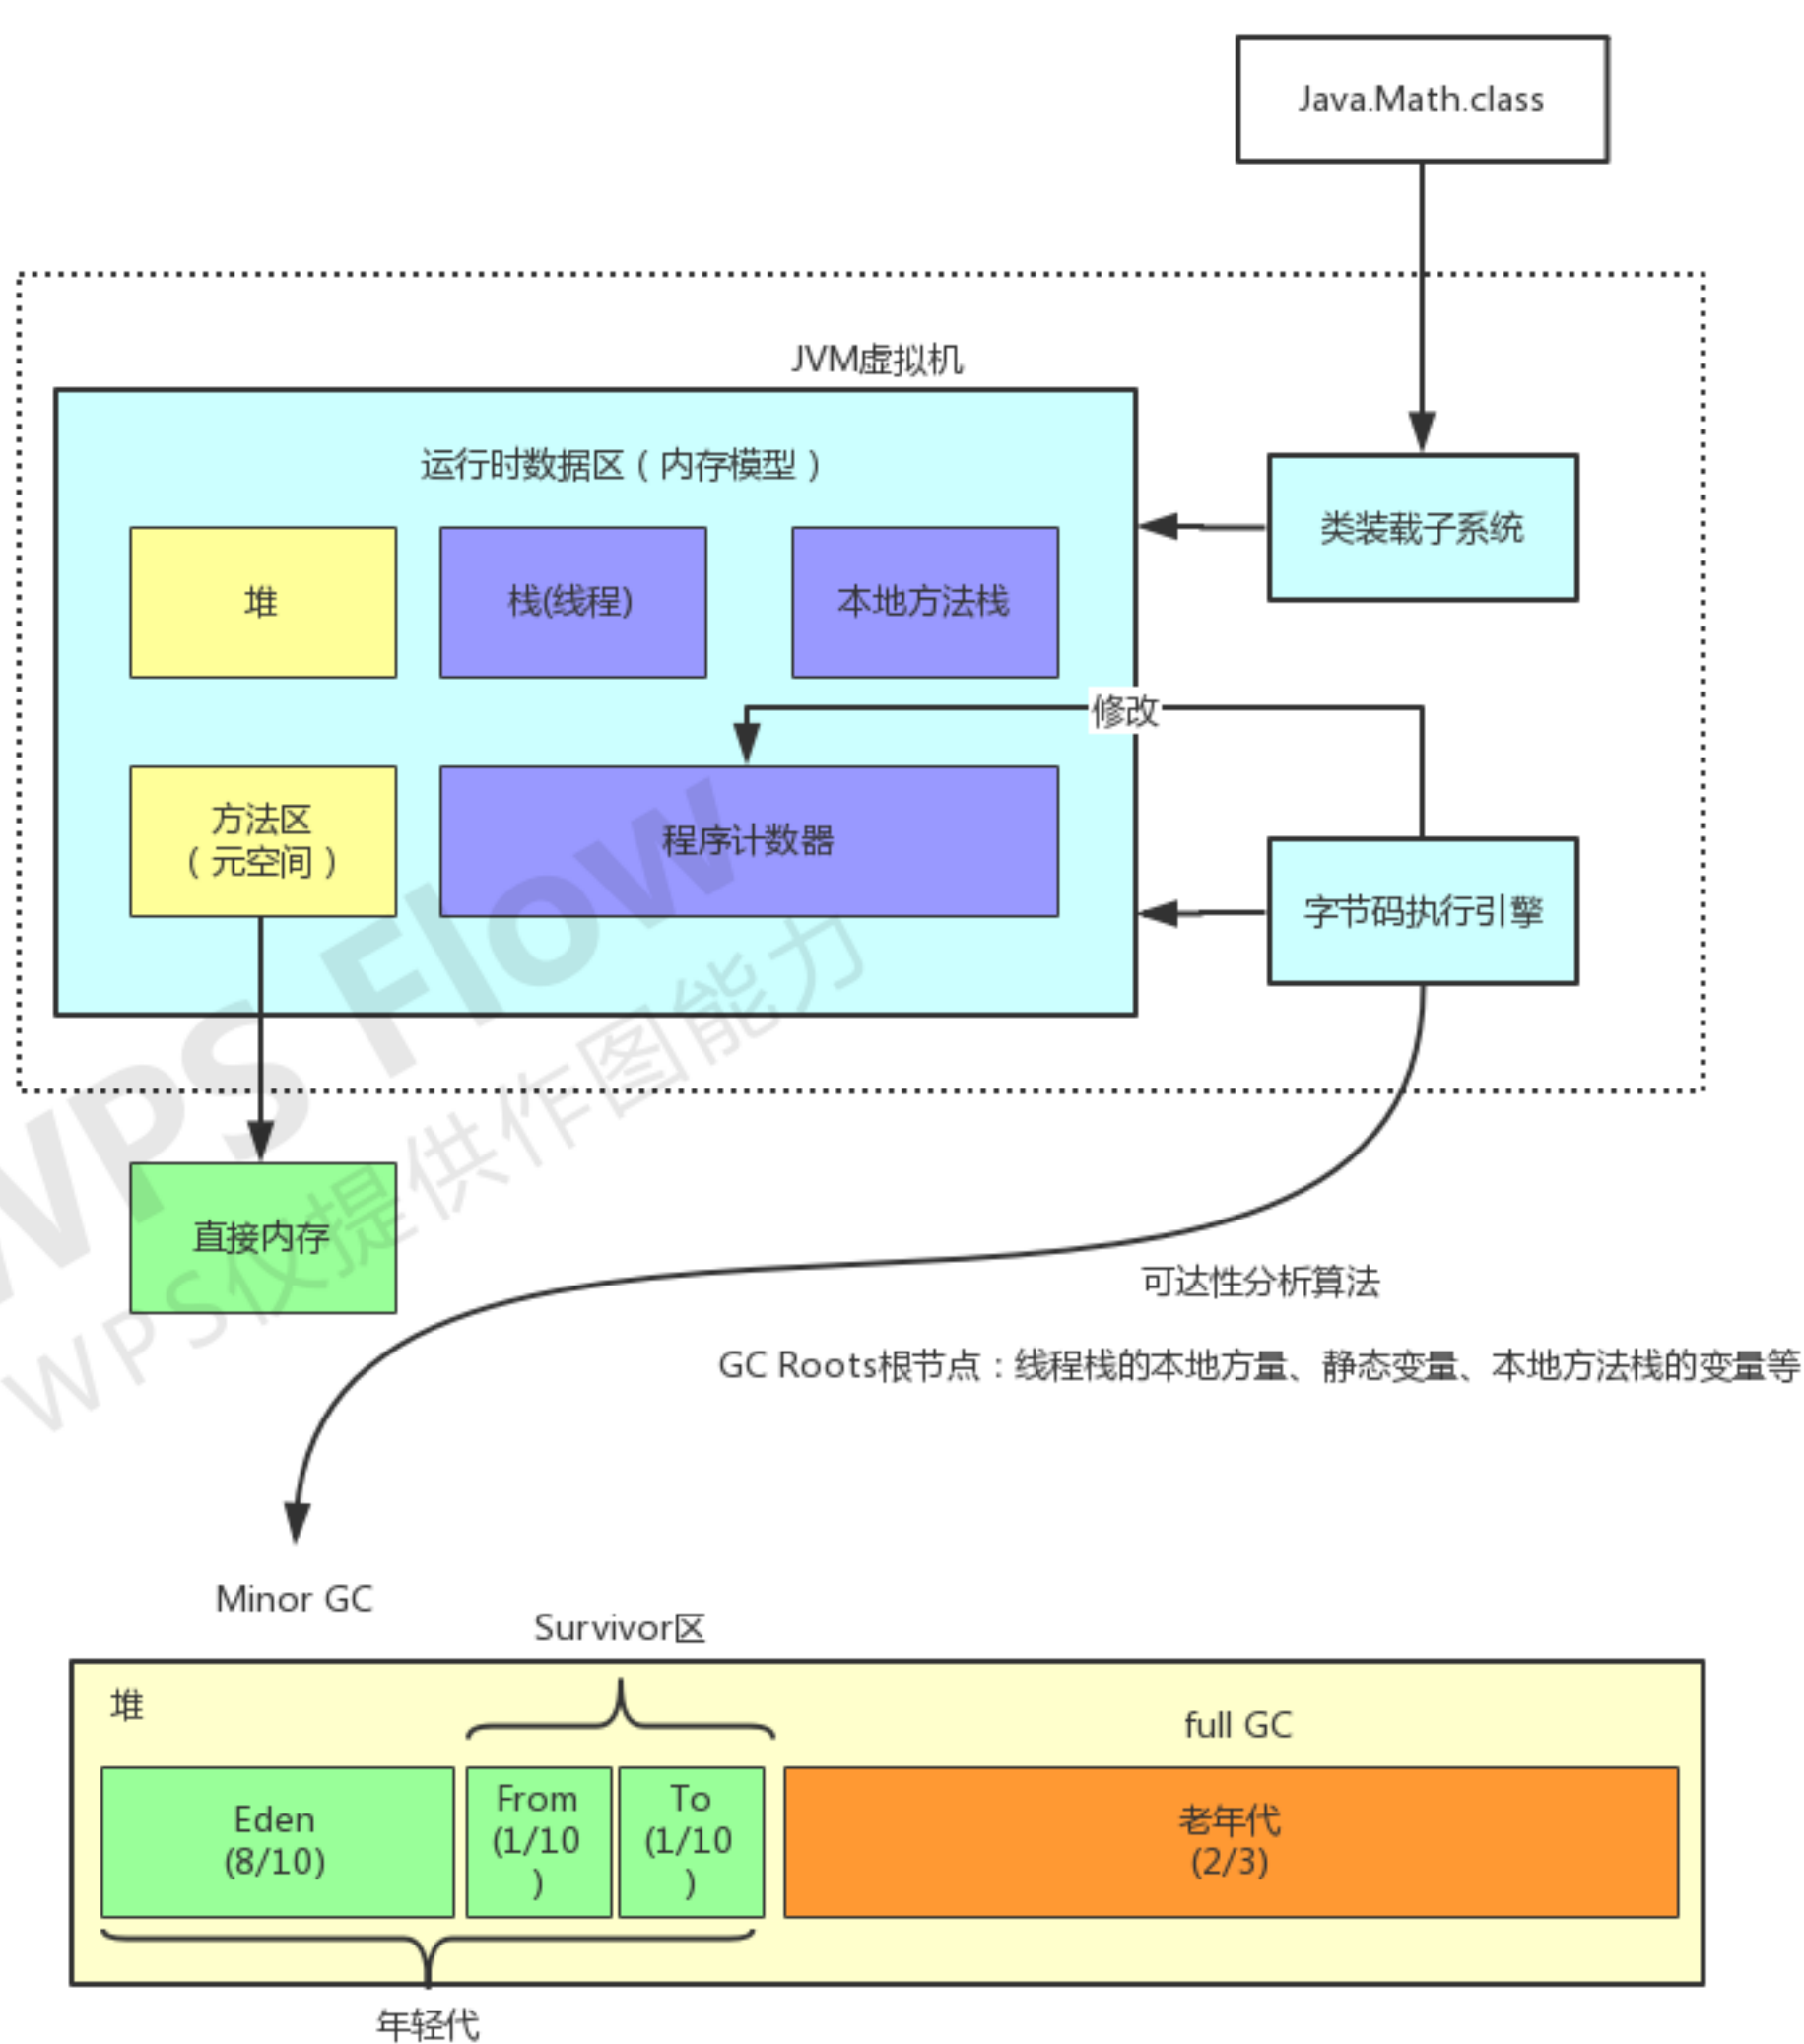 Java.Math.class
JVM虚拟机
运行时数据区（内存模型）
类装载子系统
堆
栈(线程)
本地方法栈
修改
方法区
（元空间）
程序计数器
字节码执行引擎
WPS Flow
WPS仅提供作图能力
直接内存
可达性分析算法
GC Roots根节点：线程栈的本地方量、静态变量、本地方法栈的变量等
Minor GC
Survivor区
堆
full GC
Eden
(8/10)
From
(1/10
)
To
(1/10
)
老年代
(2/3)
年轻代